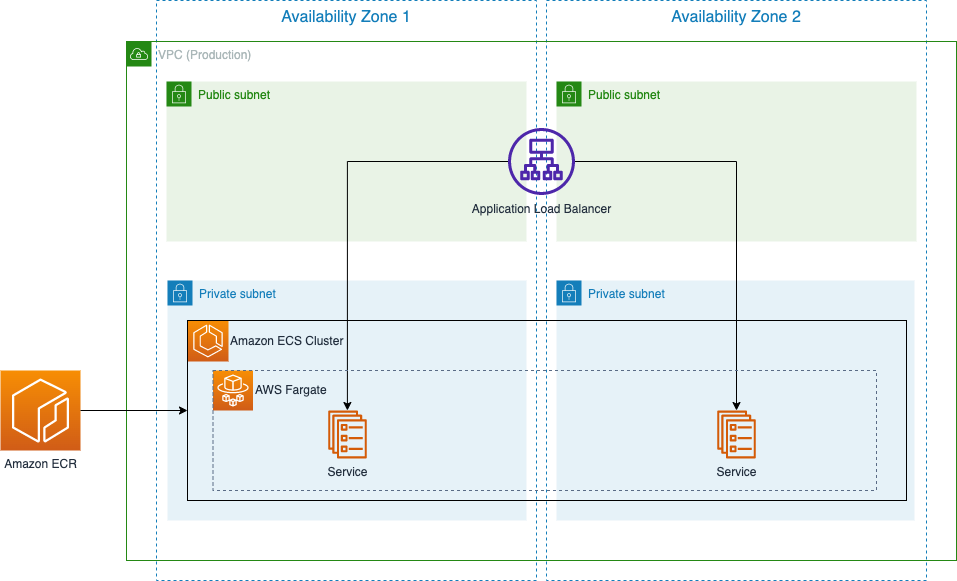 Availability Zone 1
Availability Zone 2
VPC (Production)
Public subnet
Public subnet
Application Load Balancer
Private subnet
Private subnet
Amazon ECS Cluster
AWS Fargate
Service
Service
Amazon ECR